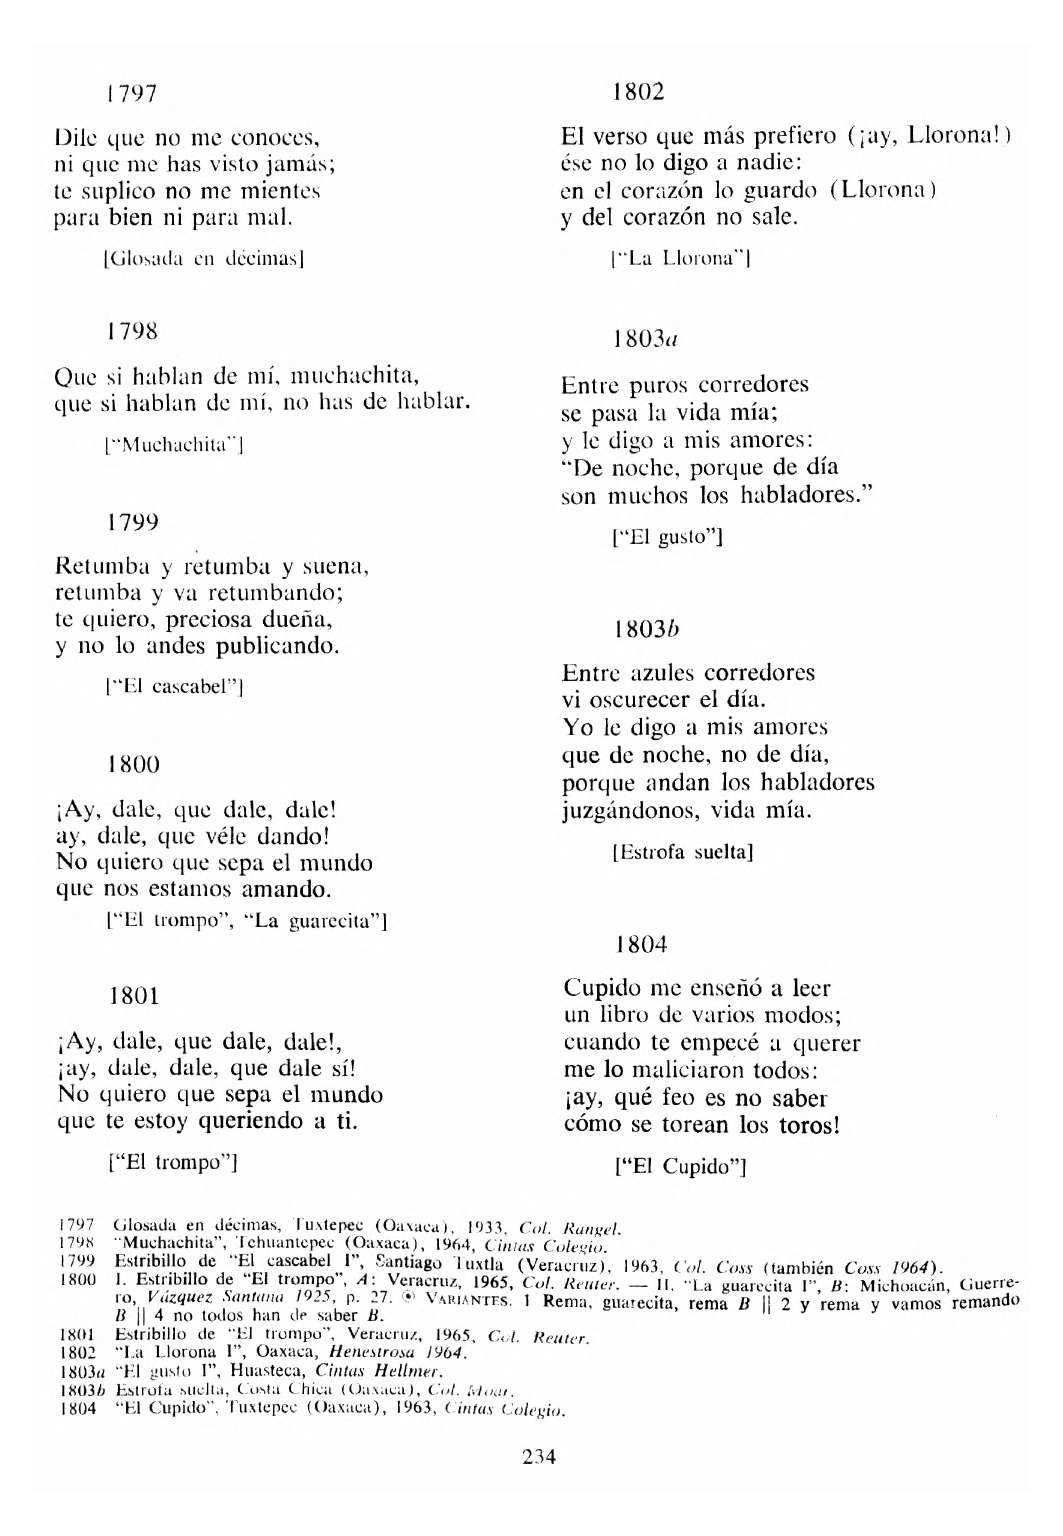 1797
Dile que no me conoces,
ni que me has visto jamás;
te suplico no me mientes
para bien ni para mal.
[Glosada en décimas]
1798
Que si hablan de mí, muchachita,
que si hablan de mí, no has de hablar.
["Muchachita"]
1799
Retumba y retumba y suena,
retumba y va retumbando;
te quiero, preciosa dueña,
y no lo andes publicando.
["El cascabel"]
1800
¡Ay, dale, que dale, dale!
ay, dale, que véle dando!
No quiero que sepa el mundo
que nos estamos amando.
["El trompo", "La guarecita"]
1801
¡Ay, dale, que dale, dale!,
¡ay, dale, dale, que dale sí!
No quiero que sepa el mundo
que te estoy queriendo a ti.
["El trompo"]
1802
El verso que más prefiero (¡ay, Llorona!)
ése no lo digo a nadie:
en el corazón lo guardo (Llorona)
y del corazón no sale.
["La Llorona"]
1803a
Entre puros corredores
se pasa la vida mía;
y le digo a mis amores:
"De noche, porque de día
son muchos los habladores."
["El gusto"]
1803b
Entre azules corredores
vi oscurecer el día.
Yo le digo a mis amores
que de noche, no de día,
porque andan los habladores
juzgándonos, vida mía.
[Estrofa suelta]
1804
Cupido me enseñó a leer
un libro de varios modos;
cuando te empecé a querer
me lo maliciaron todos:
¡ay, qué feo es no saber
cómo se torean los toros!
["El Cupido"]
1797 Glosada en décimas, Tuxtepec (Oaxaca), 1933, Col. Rangel.
1798 "Muchachita", Tehuantepec (Oaxaca), 1964, Cintas Colegio.
1799 Estribillo de "El cascabel I", Santiago Tuxtla (Veracruz), 1963, Col. Coss (también Coss 1964).
1800 I. Estribillo de "El trompo", A: Veracruz, 1965, Col. Reuter. — II. "La guarecita I", B: Michoacán, Guerre-
ro, Vázquez Santana 1925, p. 27. ⊛ VARIANTES. 1 Rema, guarecita, rema B || 2 y rema y vamos remando
B || 4 no todos han de saber B.
1801 Estribillo de "El trompo", Veracruz, 1965, Col. Reuter.
1802 "La Llorona I", Oaxaca, Henestrosa 1964.
1803a "El gusto I", Huasteca, Cintas Hellmer.
1803b Estrofa suelta, Costa Chica (Oaxaca), Col. Moar.
1804 "El Cupido", Tuxtepec (Oaxaca), 1963, Cintas Colegio.
234